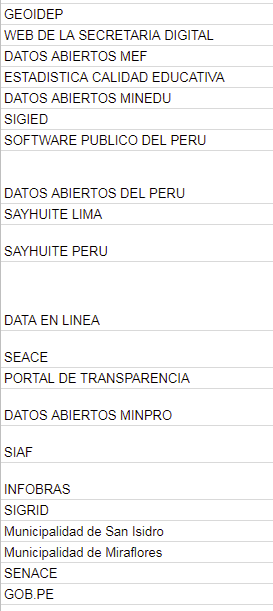 GEOIDEP
WEB DE LA SECRETARIA DIGITAL
DATOS ABIERTOS MEF
ESTADISTICA CALIDAD EDUCATIVA
DATOS ABIERTOS MINEDU
SIGIED
SOFTWARE PUBLICO DEL PERU
DATOS ABIERTOS DEL PERU
SAYHUITE LIMA
SAYHUITE PERU
DATA EN LINEA
SEACE
PORTAL DE TRANSPARENCIA
DATOS ABIERTOS MINPRO
SIAF
INFOBRAS
SIGRID
Municipalidad de San Isidro
Municipalidad de Miraflores
SENACE
GOB.PE